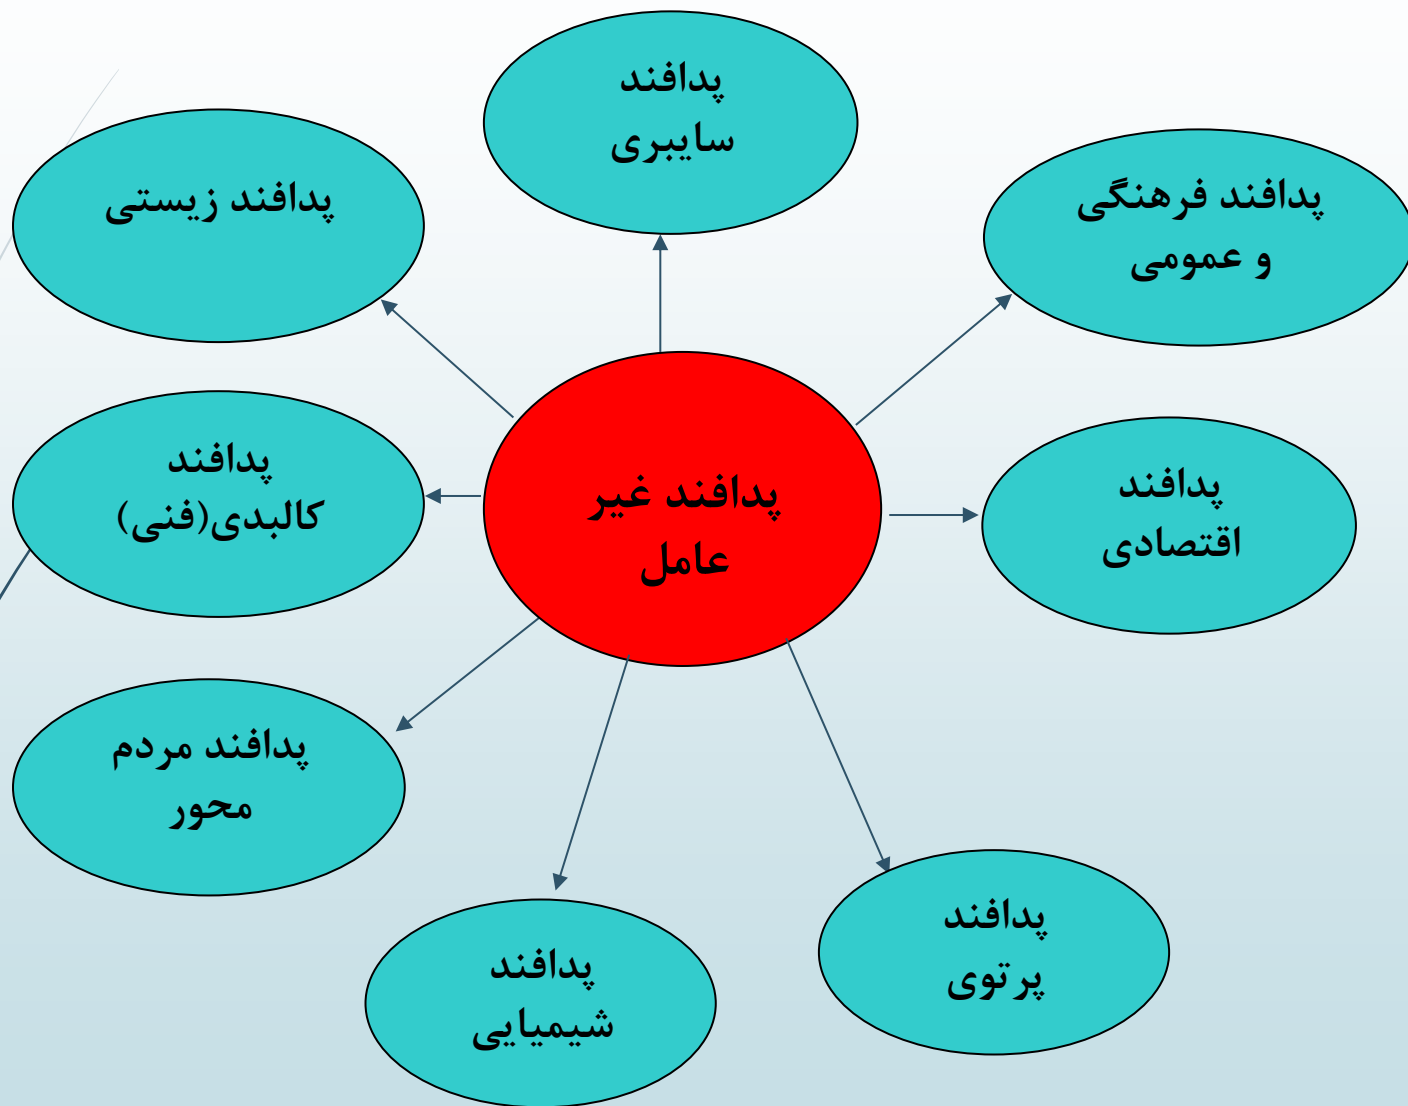 پدافند
سایبری
پدافند فرهنگی
و عمومی
پدافند زیستی
پدافند
کالبدی(فنی)
پدافند غیر
عامل
پدافند
اقتصادی
پدافند مردم
محور
پدافند
پرتوی
پدافند
شیمیایی